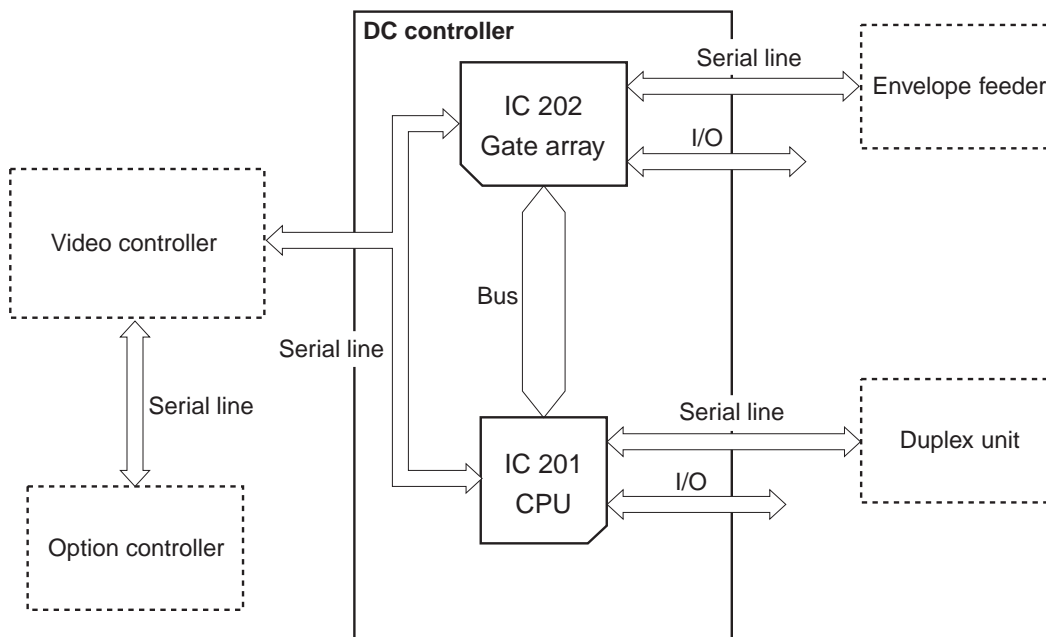 DC controller
Serial line
Envelope feeder
IC 202
Gate array
I/O
Video controller
Bus
Serial line
Serial line
Serial line
Duplex unit
IC 201
CPU
I/O
Option controller